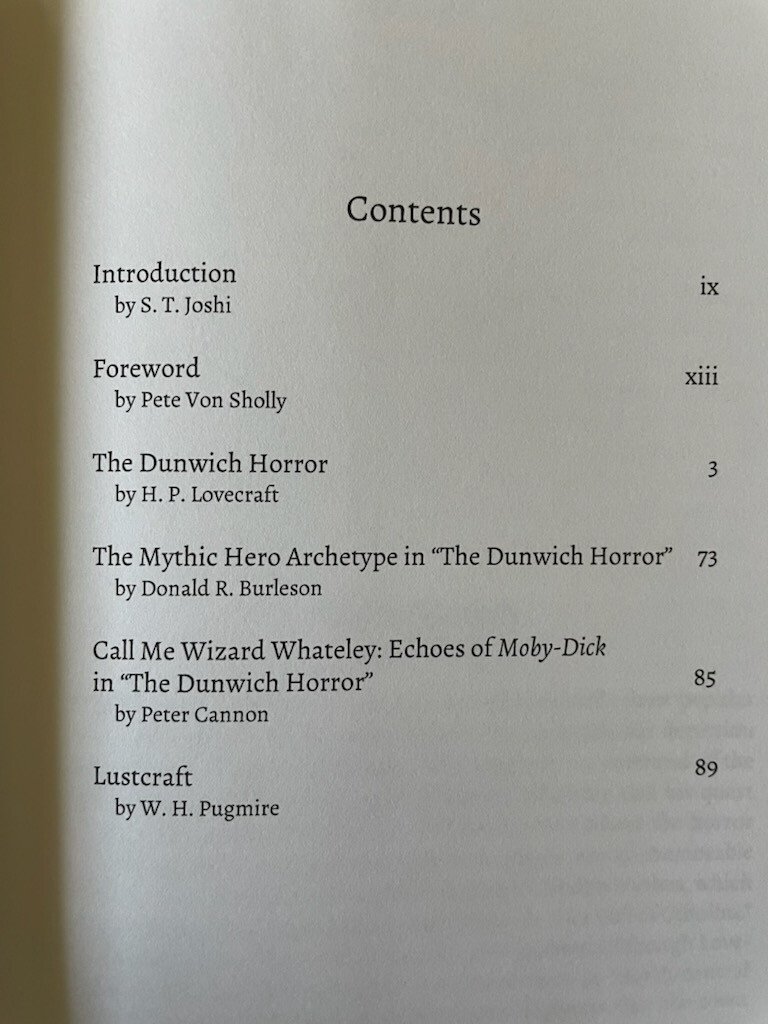 Contents
Introduction ix
by S. T. Joshi
Foreword xiii
by Pete Von Sholly
The Dunwich Horror 3
by H. P. Lovecraft
The Mythic Hero Archetype in “The Dunwich Horror” 73
by Donald R. Burleson
Call Me Wizard Whateley: Echoes of Moby-Dick
in “The Dunwich Horror” 85
by Peter Cannon
Lustcraft 89
by W. H. Pugmire